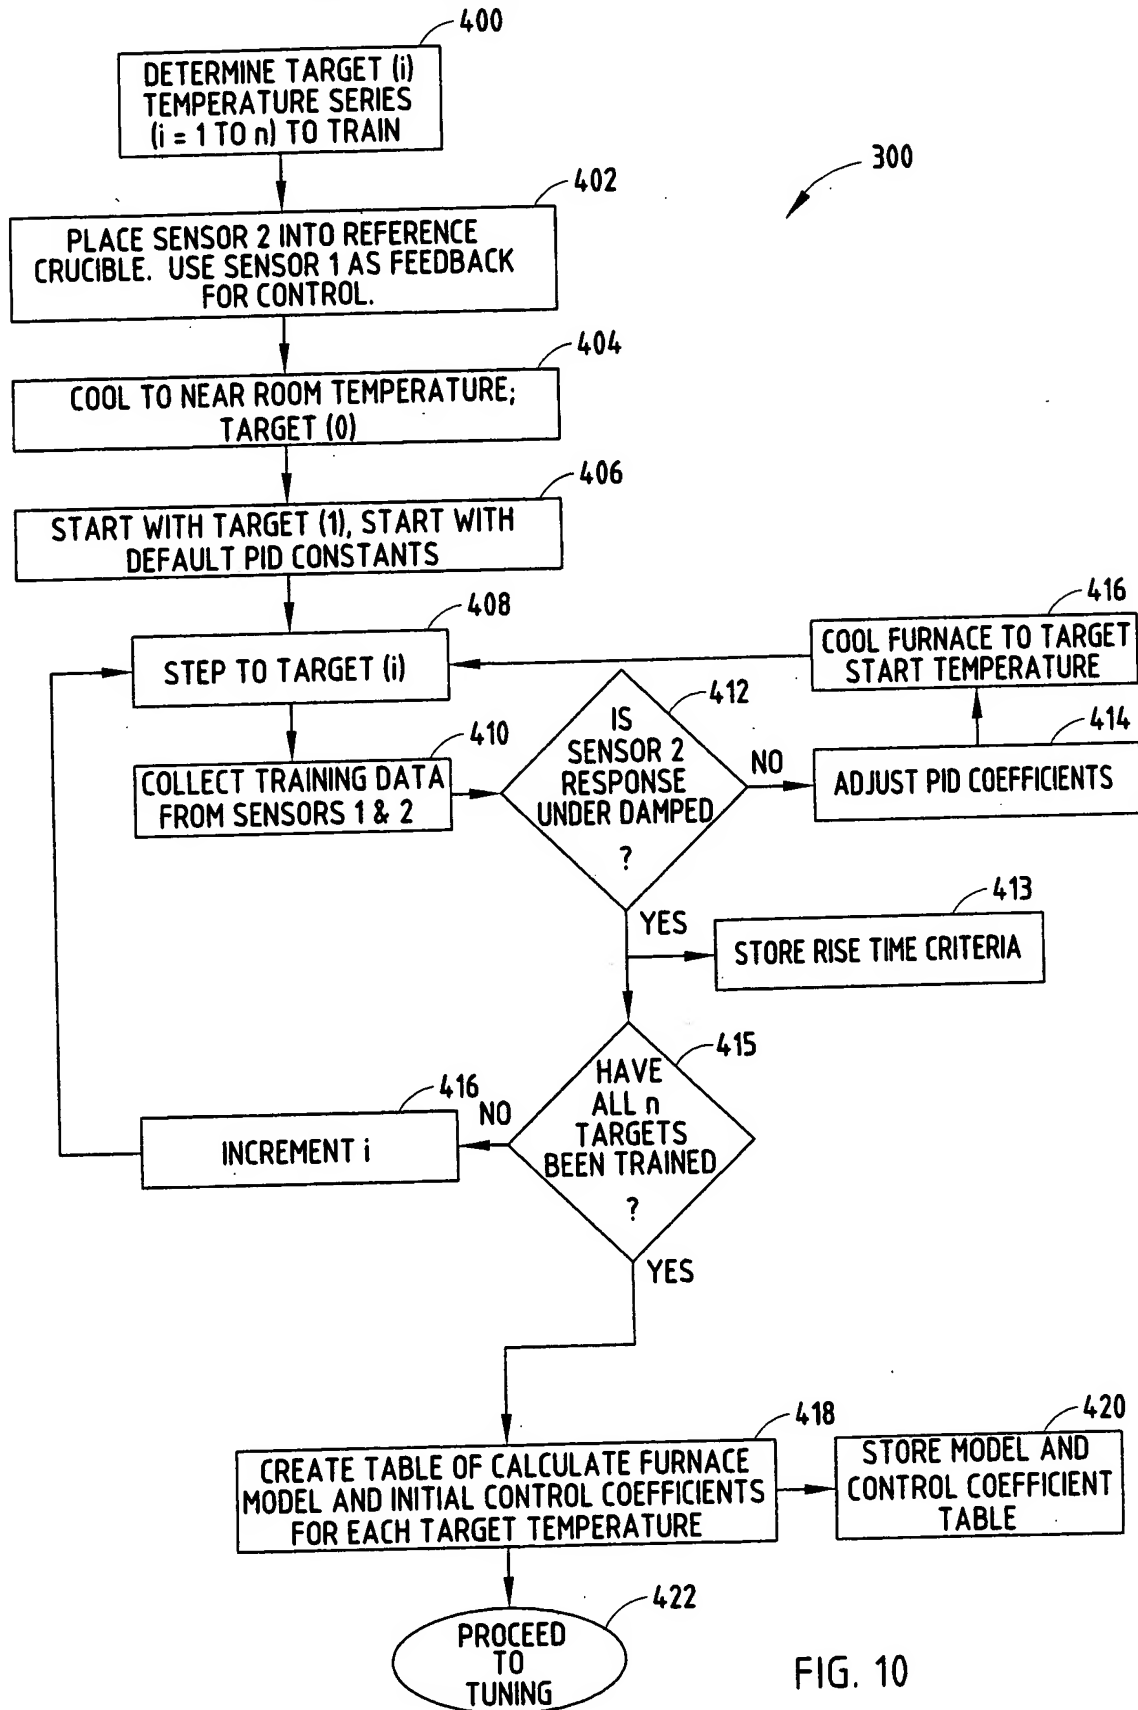 400
DETERMINE TARGET (i)
TEMPERATURE SERIES
(i = 1 TO n) TO TRAIN
300
402
PLACE SENSOR 2 INTO REFERENCE
CRUCIBLE. USE SENSOR 1 AS FEEDBACK
FOR CONTROL.
404
COOL TO NEAR ROOM TEMPERATURE;
TARGET (0)
406
START WITH TARGET (1), START WITH
DEFAULT PID CONSTANTS
408
STEP TO TARGET (i)
416
COOL FURNACE TO TARGET
START TEMPERATURE
410
COLLECT TRAINING DATA
FROM SENSORS 1 & 2
412
IS
SENSOR 2
RESPONSE
UNDER DAMPED
?
NO
414
ADJUST PID COEFFICIENTS
YES
413
STORE RISE TIME CRITERIA
415
HAVE
ALL n
TARGETS
BEEN TRAINED
?
NO
416
INCREMENT i
YES
418
CREATE TABLE OF CALCULATE FURNACE
MODEL AND INITIAL CONTROL COEFFICIENTS
FOR EACH TARGET TEMPERATURE
420
STORE MODEL AND
CONTROL COEFFICIENT
TABLE
422
PROCEED
TO
TUNING
FIG. 10